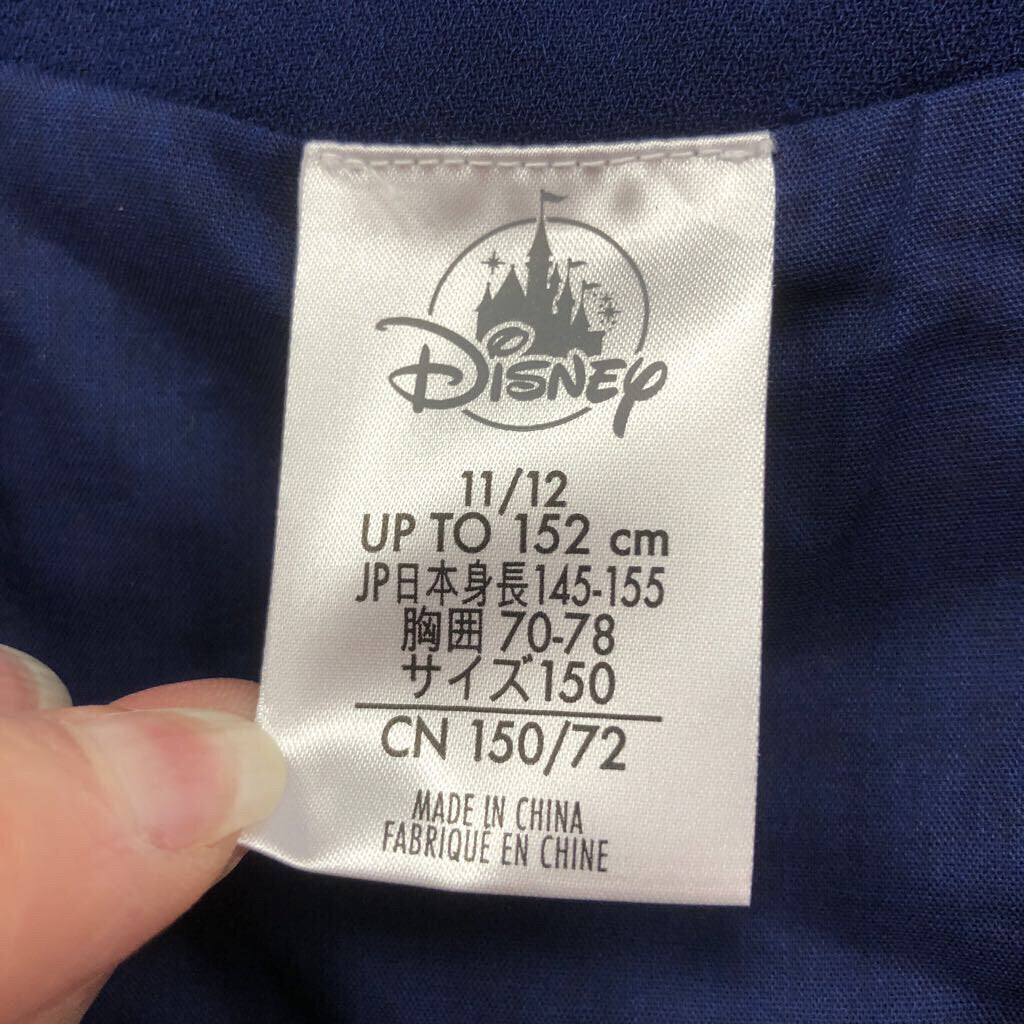 Disney
11/12
UP TO 152 cm
JP日本身長145-155
胸囲 70-78
サイズ150
CN 150/72
MADE IN CHINA
FABRIQUE EN CHINE